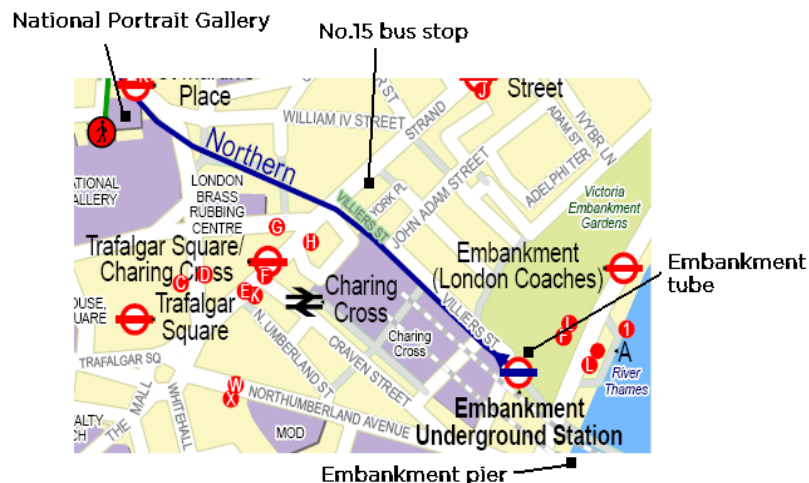 National Portrait Gallery
No.15 bus stop
Place
Street
J
WILLIAM IV STREET
STRAND
ADAM ST
IVYBR LN
Northern
ADELPHI TER
JOHN ADAM STREET
YORK PL
VILLIERS ST
LONDON
BRASS
RUBBING
CENTRE
Victoria
Embankment
Gardens
G
H
Trafalgar Square/
Charing Cross
C
D
F
E
K
Embankment
(London Coaches)
Embankment
tube
Charing
Cross
Trafalgar
Square
VILLIERS ST
Charing
Cross
1
A
L
River
Thames
TRAFALGAR SQ
CRAVEN STREET
N. UMBERLAND ST
THE MALL
WHITEHALL
W
X
NORTHUMBERLAND AVENUE
MOD
Embankment
Underground Station
Embankment pier